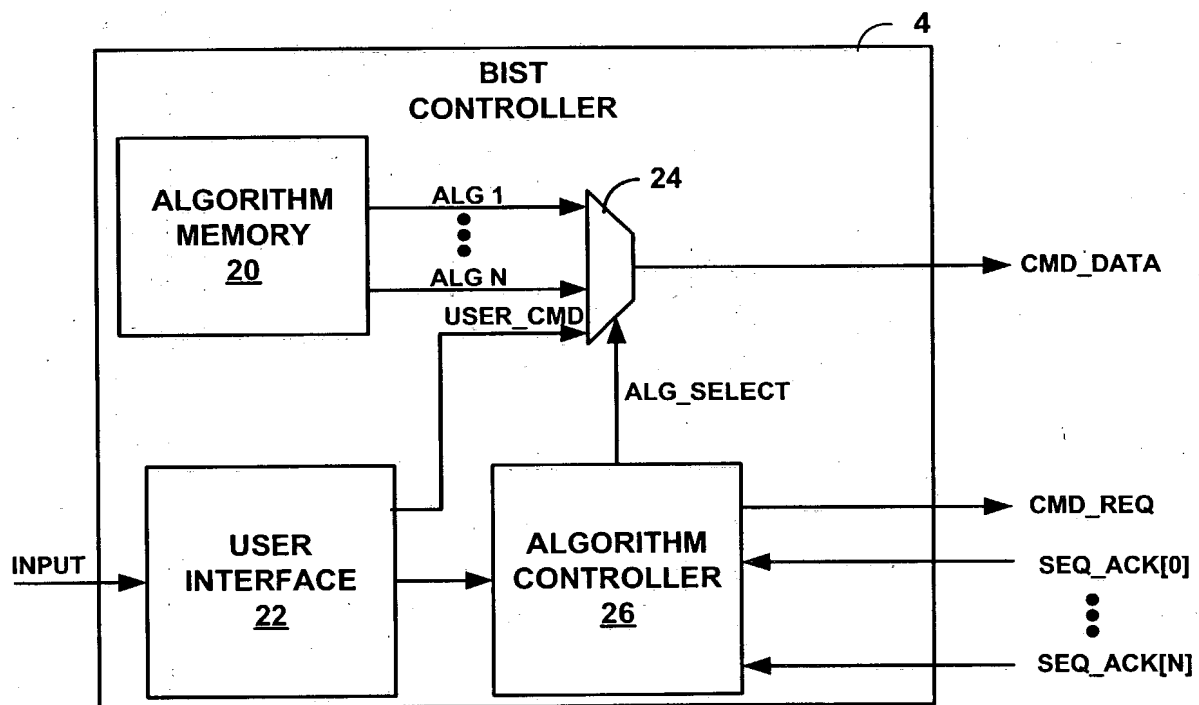 4
BIST
CONTROLLER
ALGORITHM
MEMORY
20
ALG 1
ALG N
USER_CMD
24
CMD_DATA
ALG_SELECT
INPUT
USER
INTERFACE
22
ALGORITHM
CONTROLLER
26
CMD_REQ
SEQ_ACK[0]
SEQ_ACK[N]